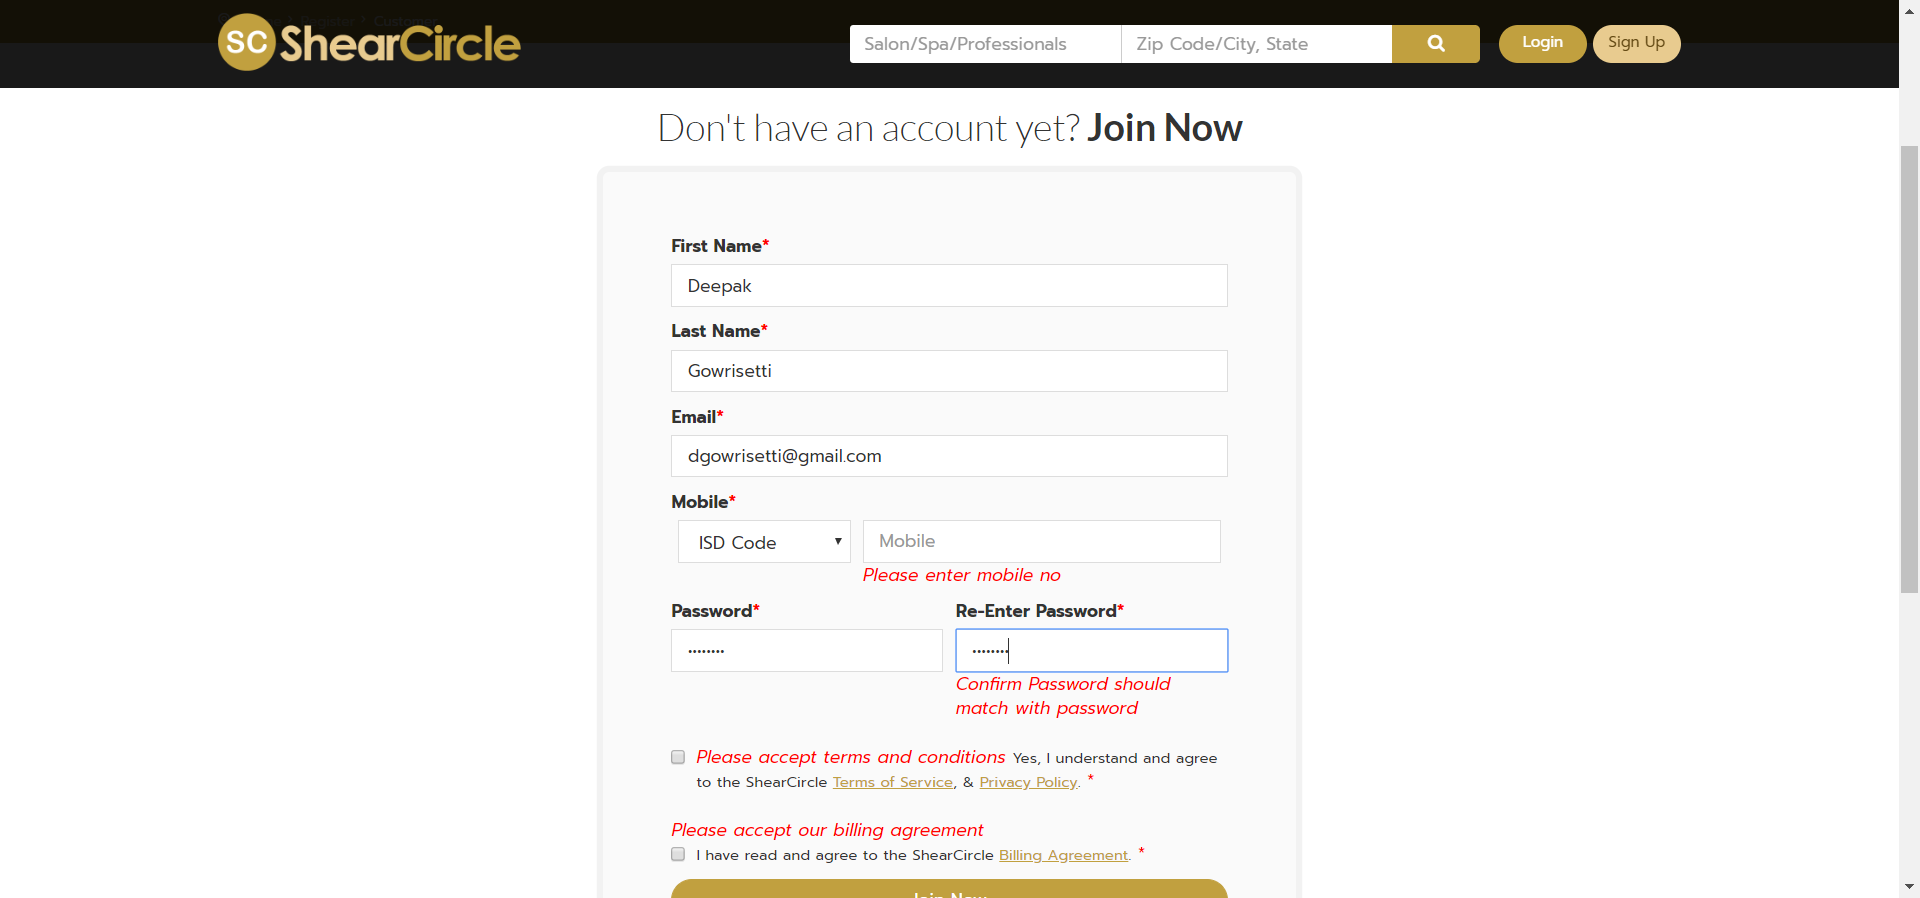 Register > Customer
SC ShearCircle
Salon/Spa/Professionals
Zip Code/City, State
Login
Sign Up
Don't have an account yet? Join Now
First Name*
Deepak
Last Name*
Gowrisetti
Email*
dgowrisetti@gmail.com
Mobile*
ISD Code
Mobile
Please enter mobile no
Password*
Re-Enter Password*
••••••••
••••••••
Confirm Password should
match with password
Please accept terms and conditions Yes, I understand and agree
to the ShearCircle Terms of Service, & Privacy Policy. *
Please accept our billing agreement
I have read and agree to the ShearCircle Billing Agreement. *
Join Now